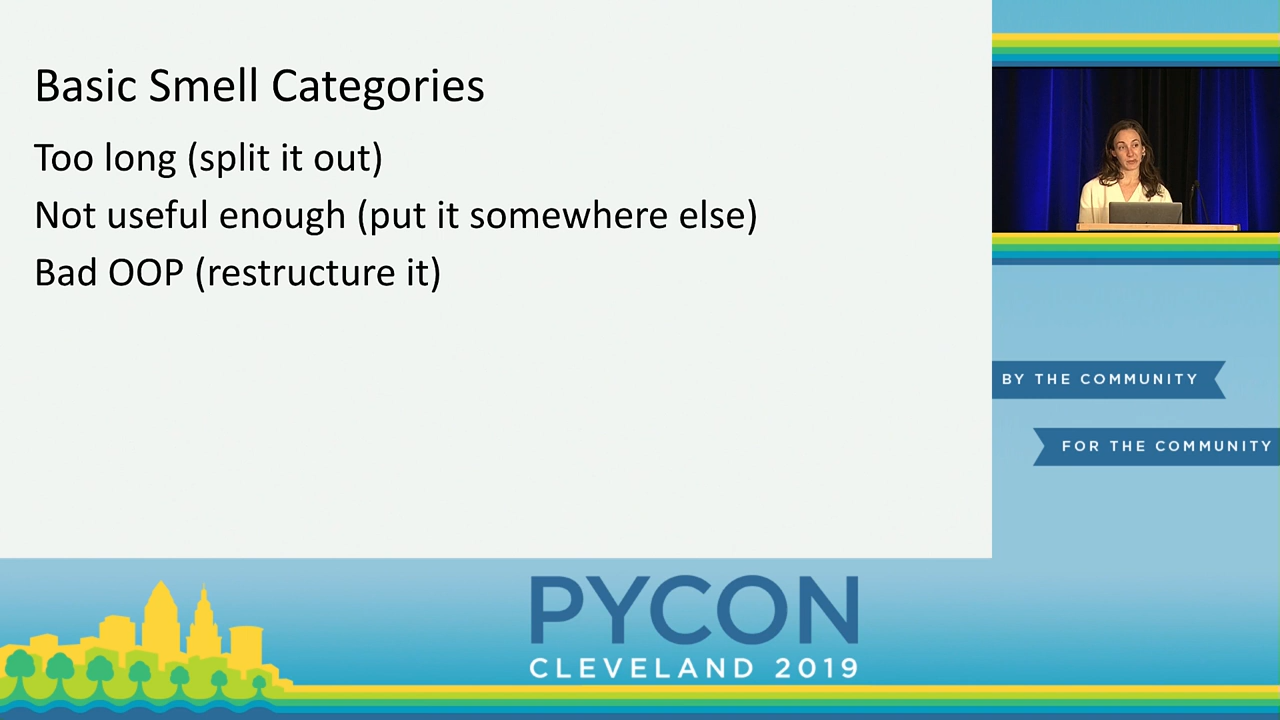 Basic Smell Categories
Too long (split it out)
Not useful enough (put it somewhere else)
Bad OOP (restructure it)
BY THE COMMUNITY
FOR THE COMMUNITY
PYCON
CLEVELAND 2019